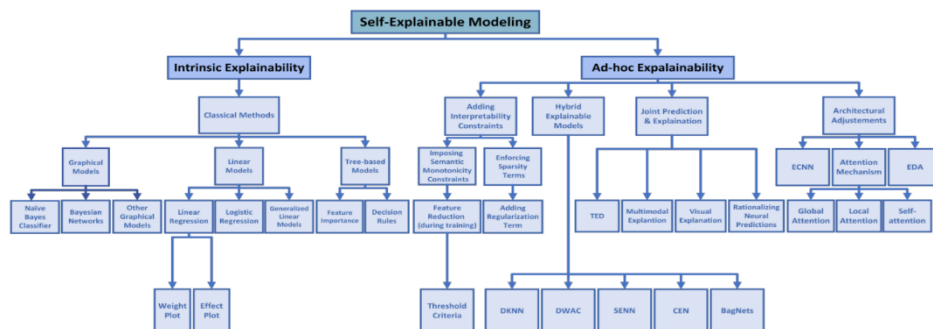 Self-Explainable Modeling
Intrinsic Explainability
Ad-hoc Expalainability
Classical Methods
Adding
Interpretability
Constraints
Hybrid
Explainable
Models
Joint Prediction
& Explaination
Architectural
Adjustements
Graphical
Models
Linear
Models
Tree-based
Models
Imposing
Semantic
Monotonicity
Constraints
Enforcing
Sparsity
Terms
ECNN
Attention
Mechanism
EDA
Naïve
Bayes
Classifier
Bayesian
Networks
Other
Graphical
Models
Linear
Regression
Logistic
Regression
Generalized
Linear
Models
Feature
Importance
Decision
Rules
Feature
Reduction
(during training)
Adding
Regularization
Term
TED
Multimodal
Explantion
Visual
Explanation
Rationalizing
Neural
Predictions
Global
Attention
Local
Attention
Self-
attention
Weight
Plot
Effect
Plot
Threshold
Criteria
DKNN
DWAC
SENN
CEN
BagNets